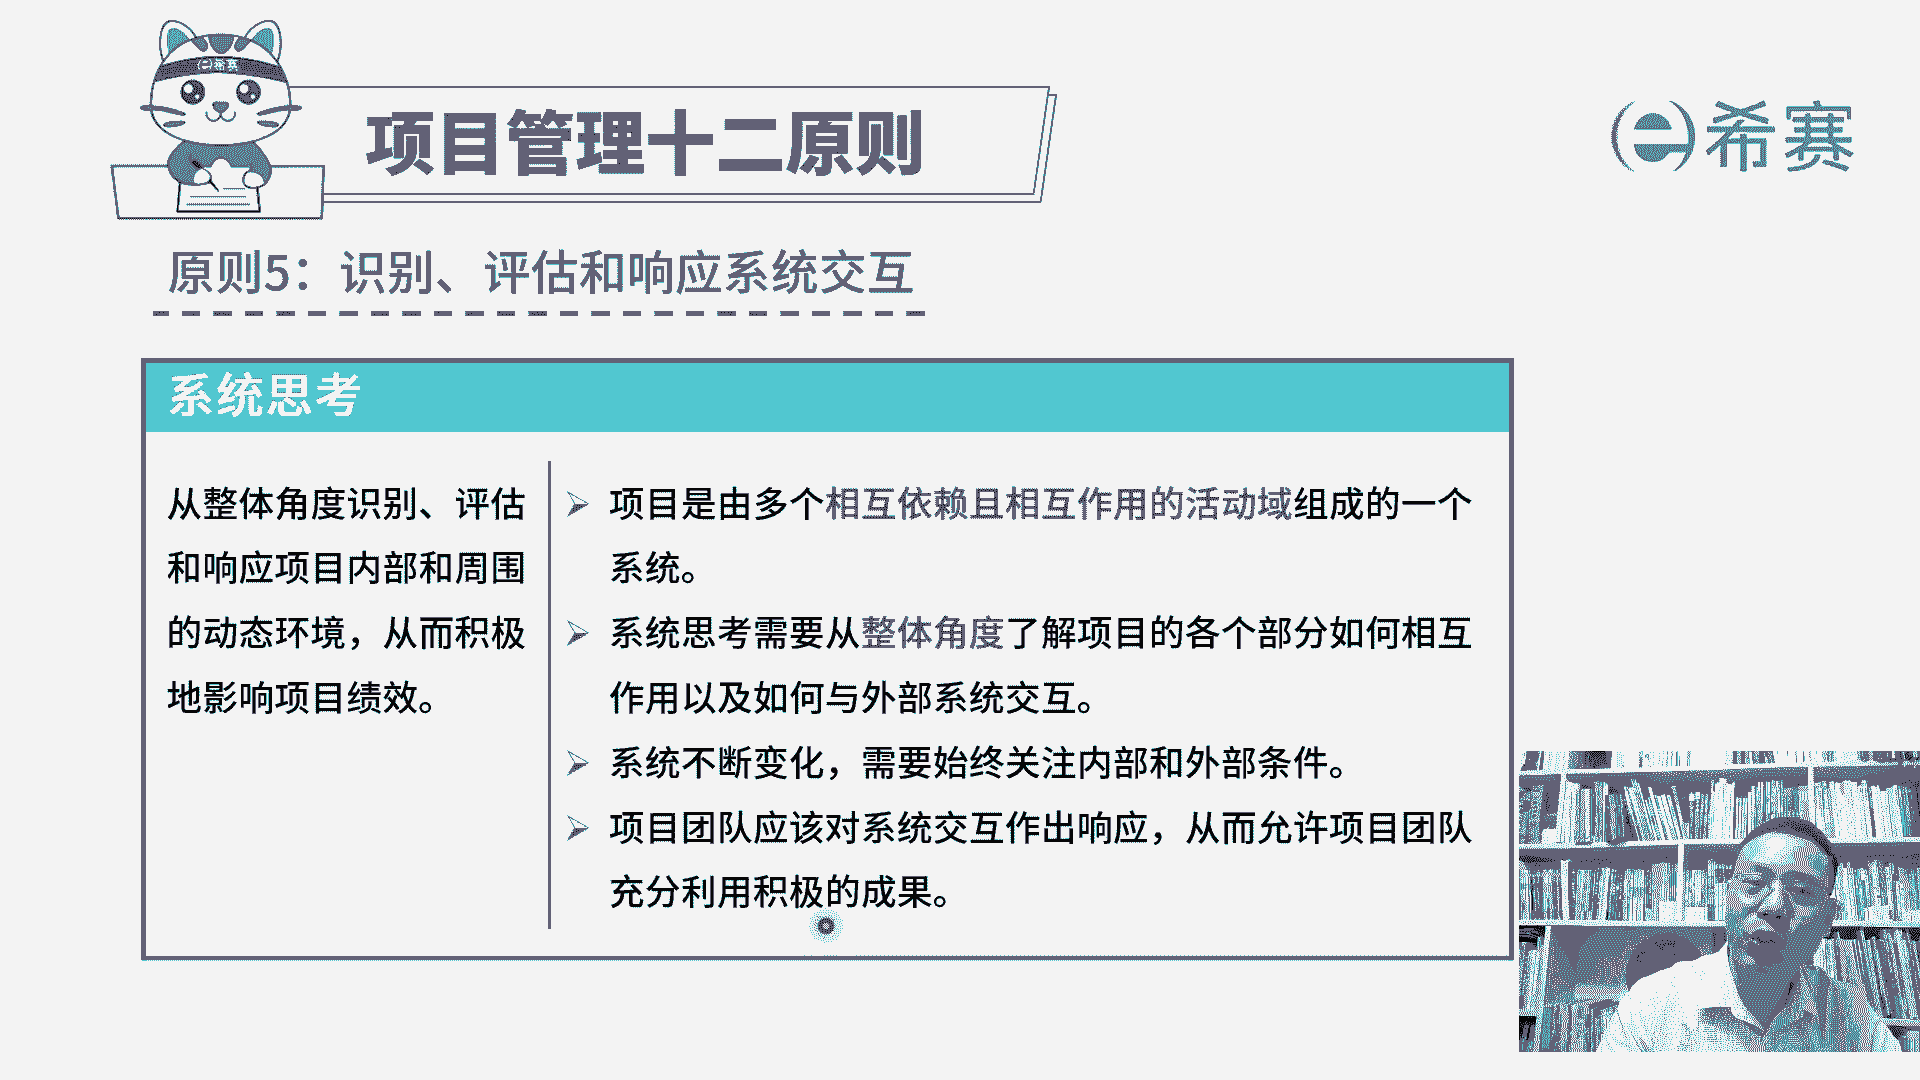 希赛
项目管理十二原则
希赛
原则5：识别、评估和响应系统交互
系统思考
从整体角度识别、评估
和响应项目内部和周围
的动态环境，从而积极
地影响项目绩效。
项目是由多个相互依赖且相互作用的活动域组成的一个
系统。
系统思考需要从整体角度了解项目的各个部分如何相互
作用以及如何与外部系统交互。
系统不断变化，需要始终关注内部和外部条件。
项目团队应该对系统交互作出响应，从而允许项目团队
充分利用积极的成果。